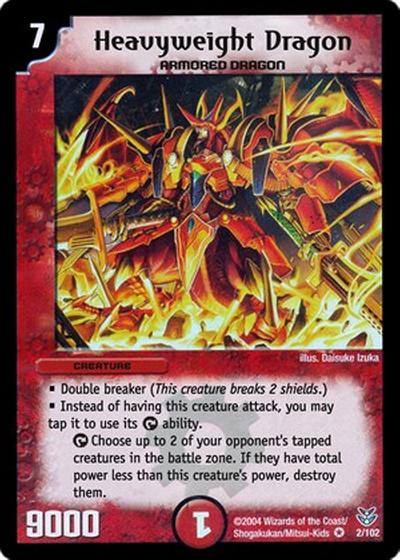 7 Heavyweight Dragon
ARMORED DRAGON
illus. Daisuke Izuka
CREATURE
▪ Double breaker (This creature breaks 2 shields.)
▪ Instead of having this creature attack, you may
tap it to use its ability.
Choose up to 2 of your opponent's tapped
creatures in the battle zone. If they have total
power less than this creature's power, destroy
them.
9000
1
©2004 Wizards of the Coast/
Shogakukan/Mitsui-Kids ✪ 2/102